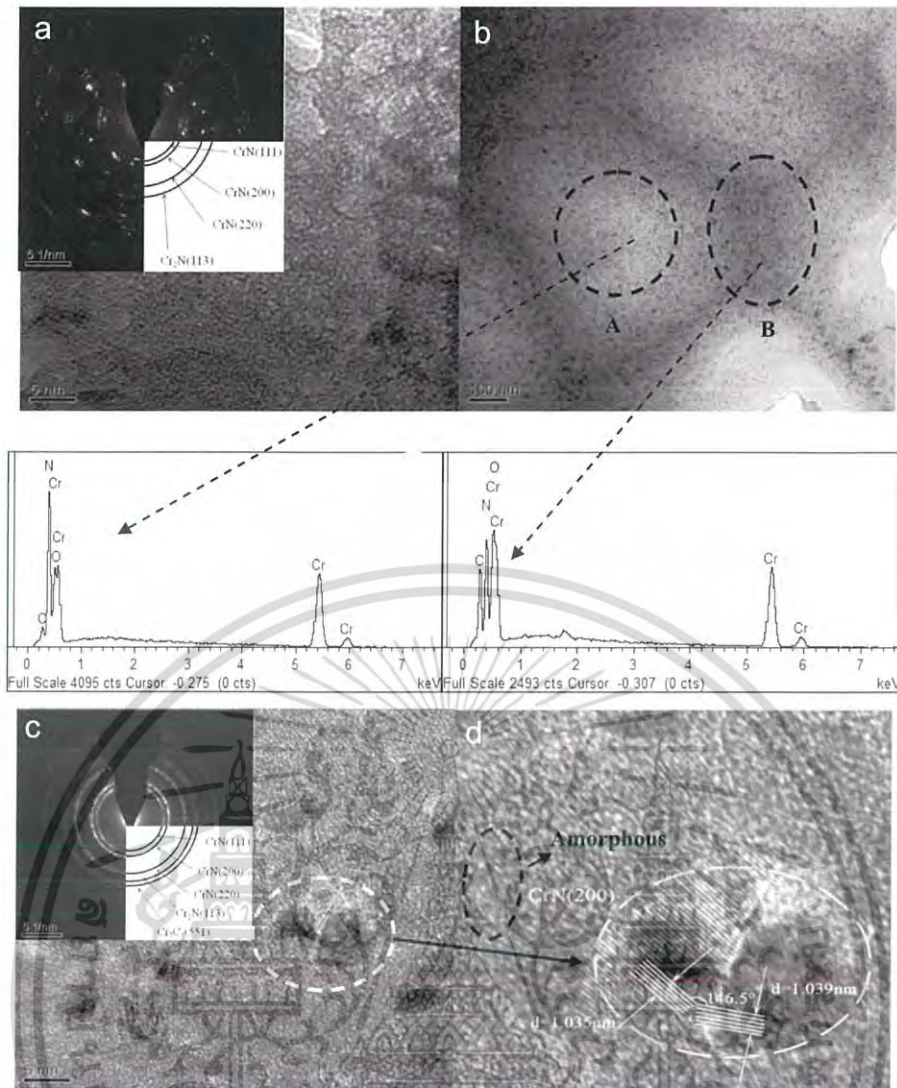 a
CrN(111)
CrN(200)
CrN(220)
Cr₂N(113)
5 1/nm
5 nm
b
A
B
100 nm
N
Cr
Cr
O
C
Cr
Cr
0 1 2 3 4 5 6 7
Full Scale 4095 cts Cursor: -0.275 (0 cts) keV
O
Cr
N
Cr
C
Cr
Cr
0 1 2 3 4 5 6 7
Full Scale 2493 cts Cursor: -0.307 (0 cts) keV
c
CrN(111)
CrN(200)
CrN(220)
Cr₂N(113)
5 1/nm
5 nm
d
Amorphous
CrN(200)
146.5°
d=1.039nm
d=1.035nm